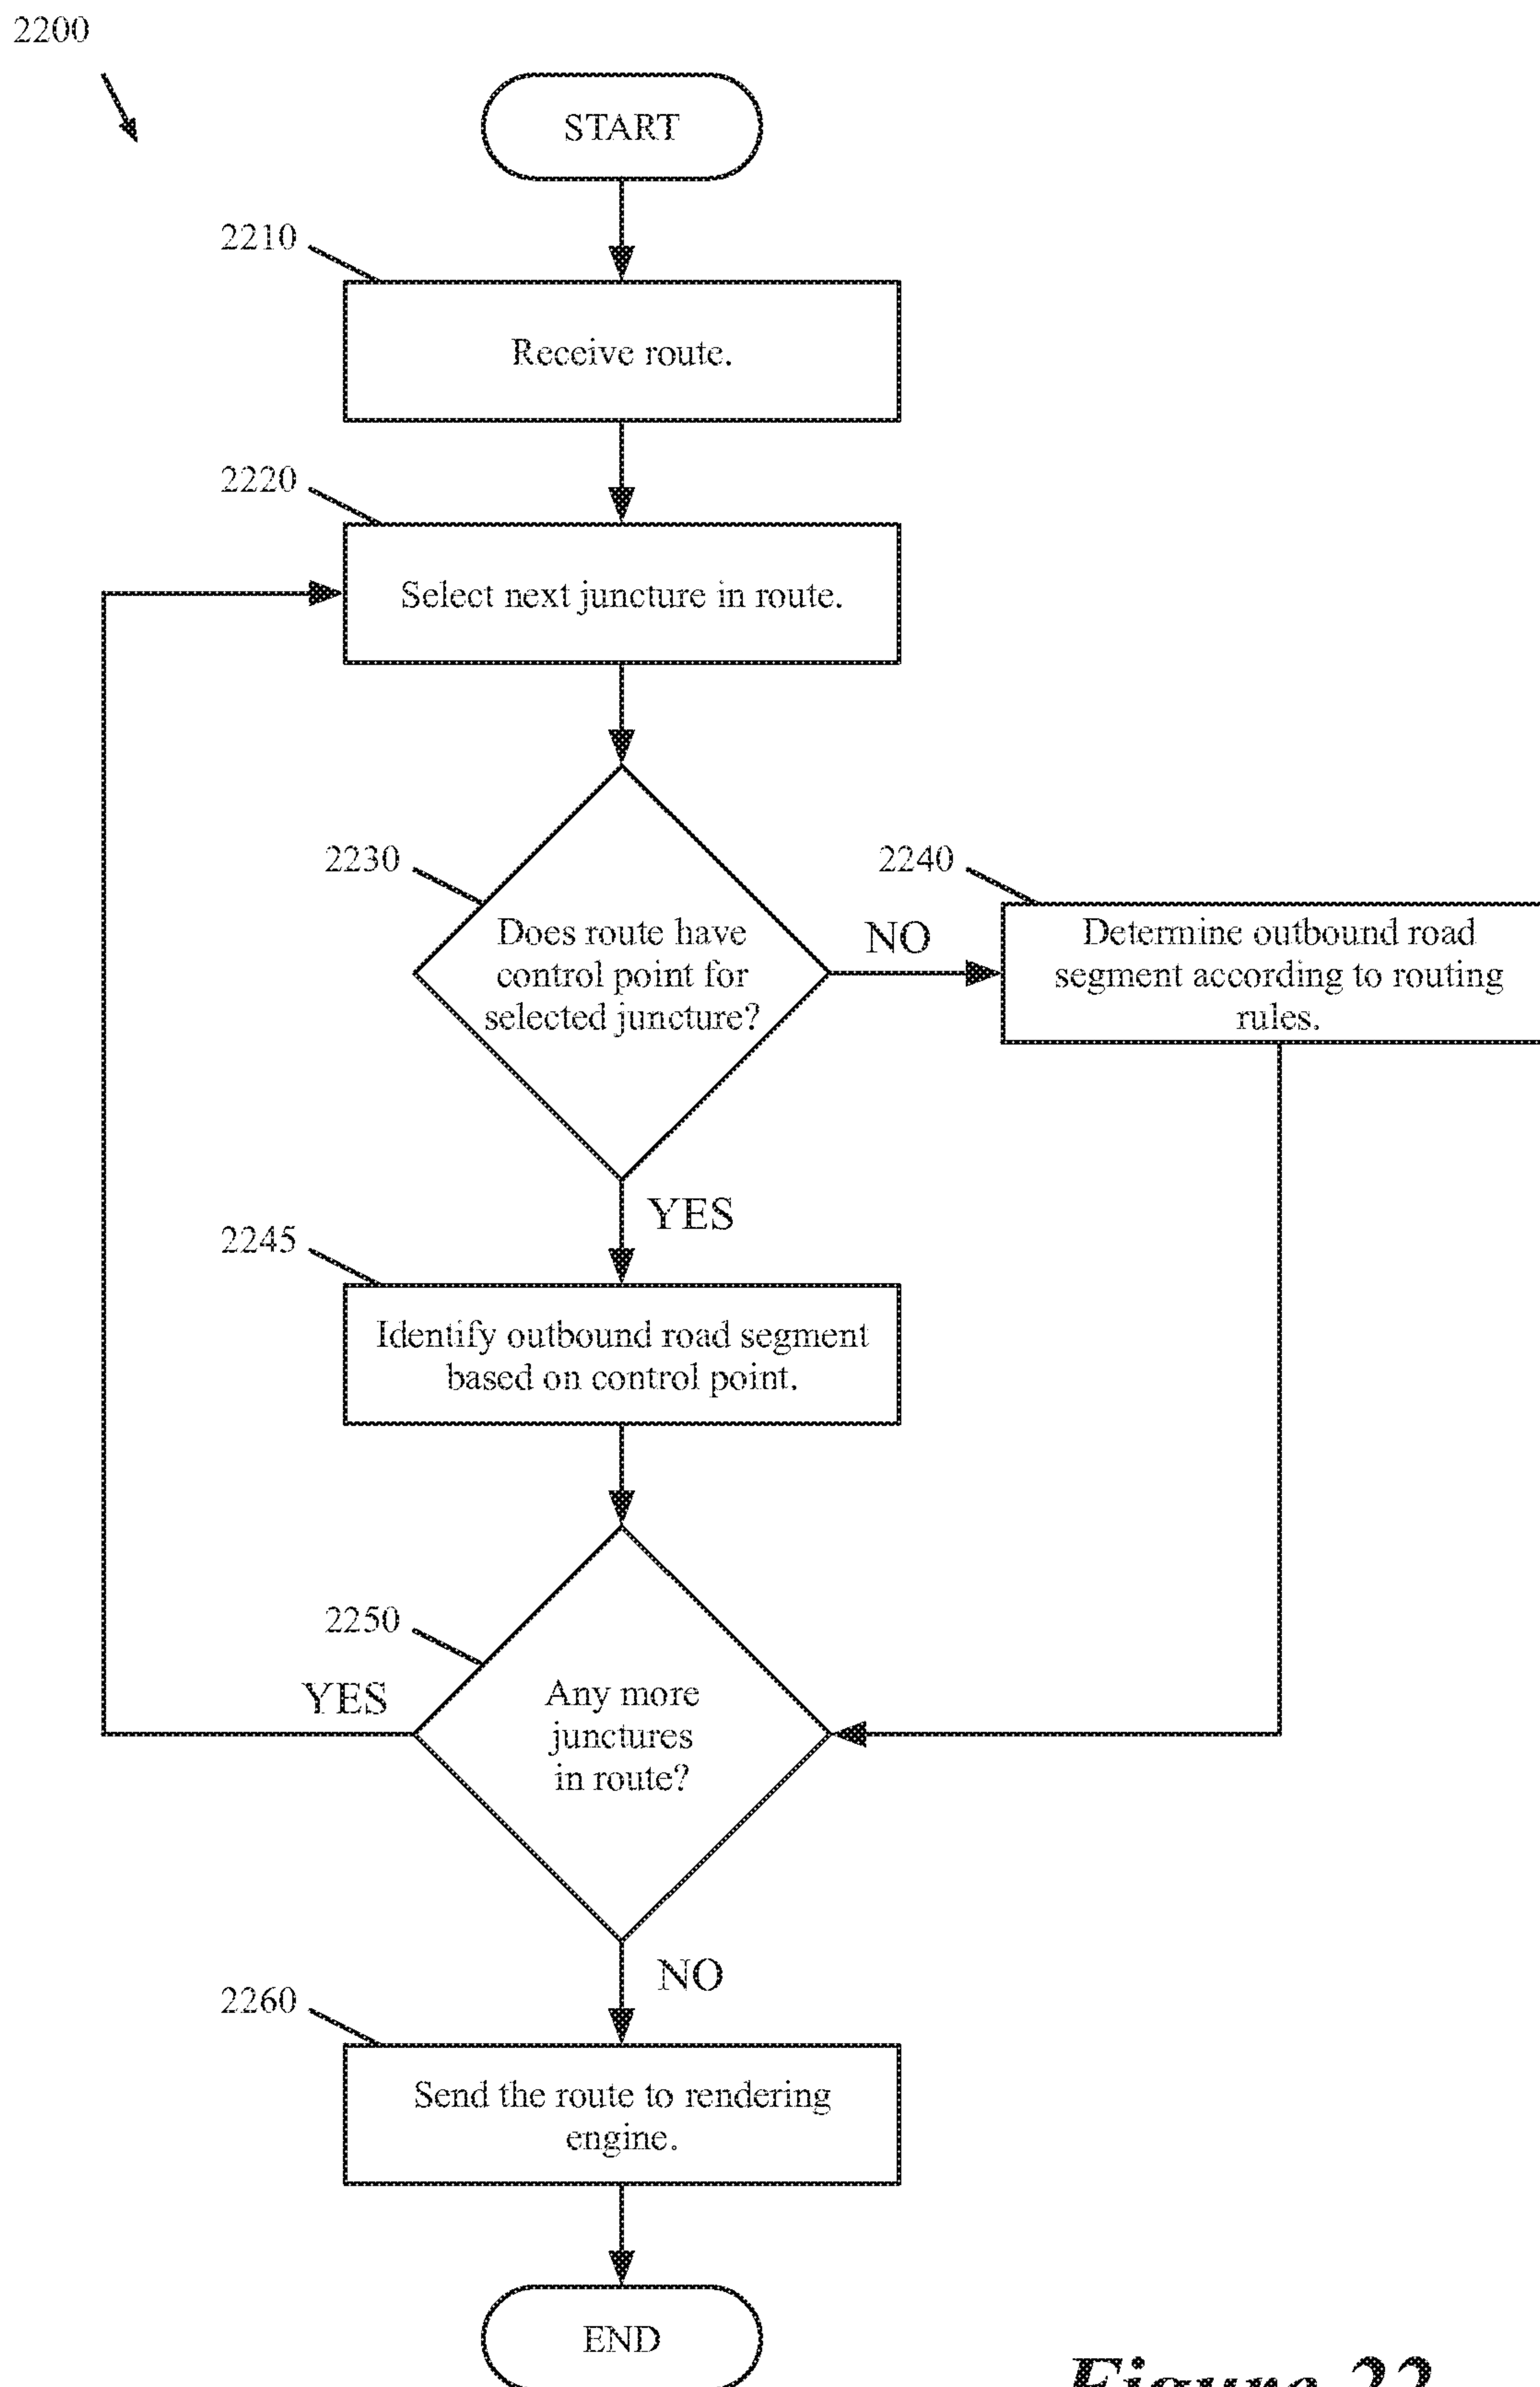 2200
START
2210
Receive route.
2220
Select next juncture in route.
2230
Does route have
control point for
selected juncture?
NO
2240
Determine outbound road
segment according to routing
rules.
YES
2245
Identify outbound road segment
based on control point.
2250
Any more
junctures
in route?
YES
NO
2260
Send the route to rendering
engine.
END
Figure 22